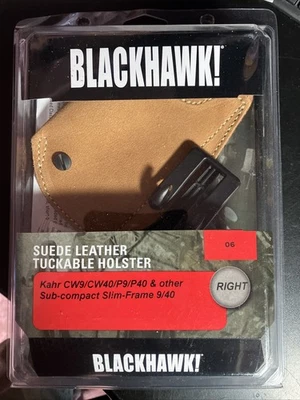 BLACKHAWK!
SUEDE LEATHER
TUCKABLE HOLSTER
06
Kahr CW9/CW40/P9/P40 & other
Sub-compact Slim-Frame 9/40
RIGHT
BLACKHAWK!